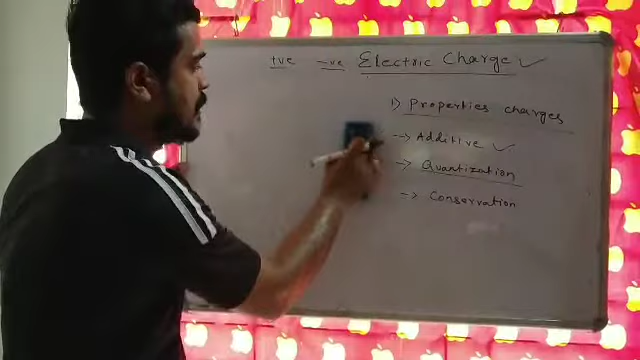 +ve -ve Electric Charge
1) Properties charges
→ Additive
→ Quantization
→ Conservation